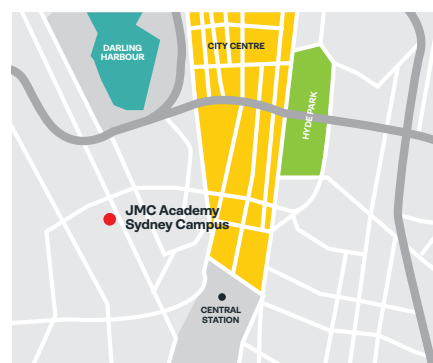 CITY CENTRE
DARLING
HARBOUR
HYDE PARK
JMC Academy
Sydney Campus
CENTRAL
STATION